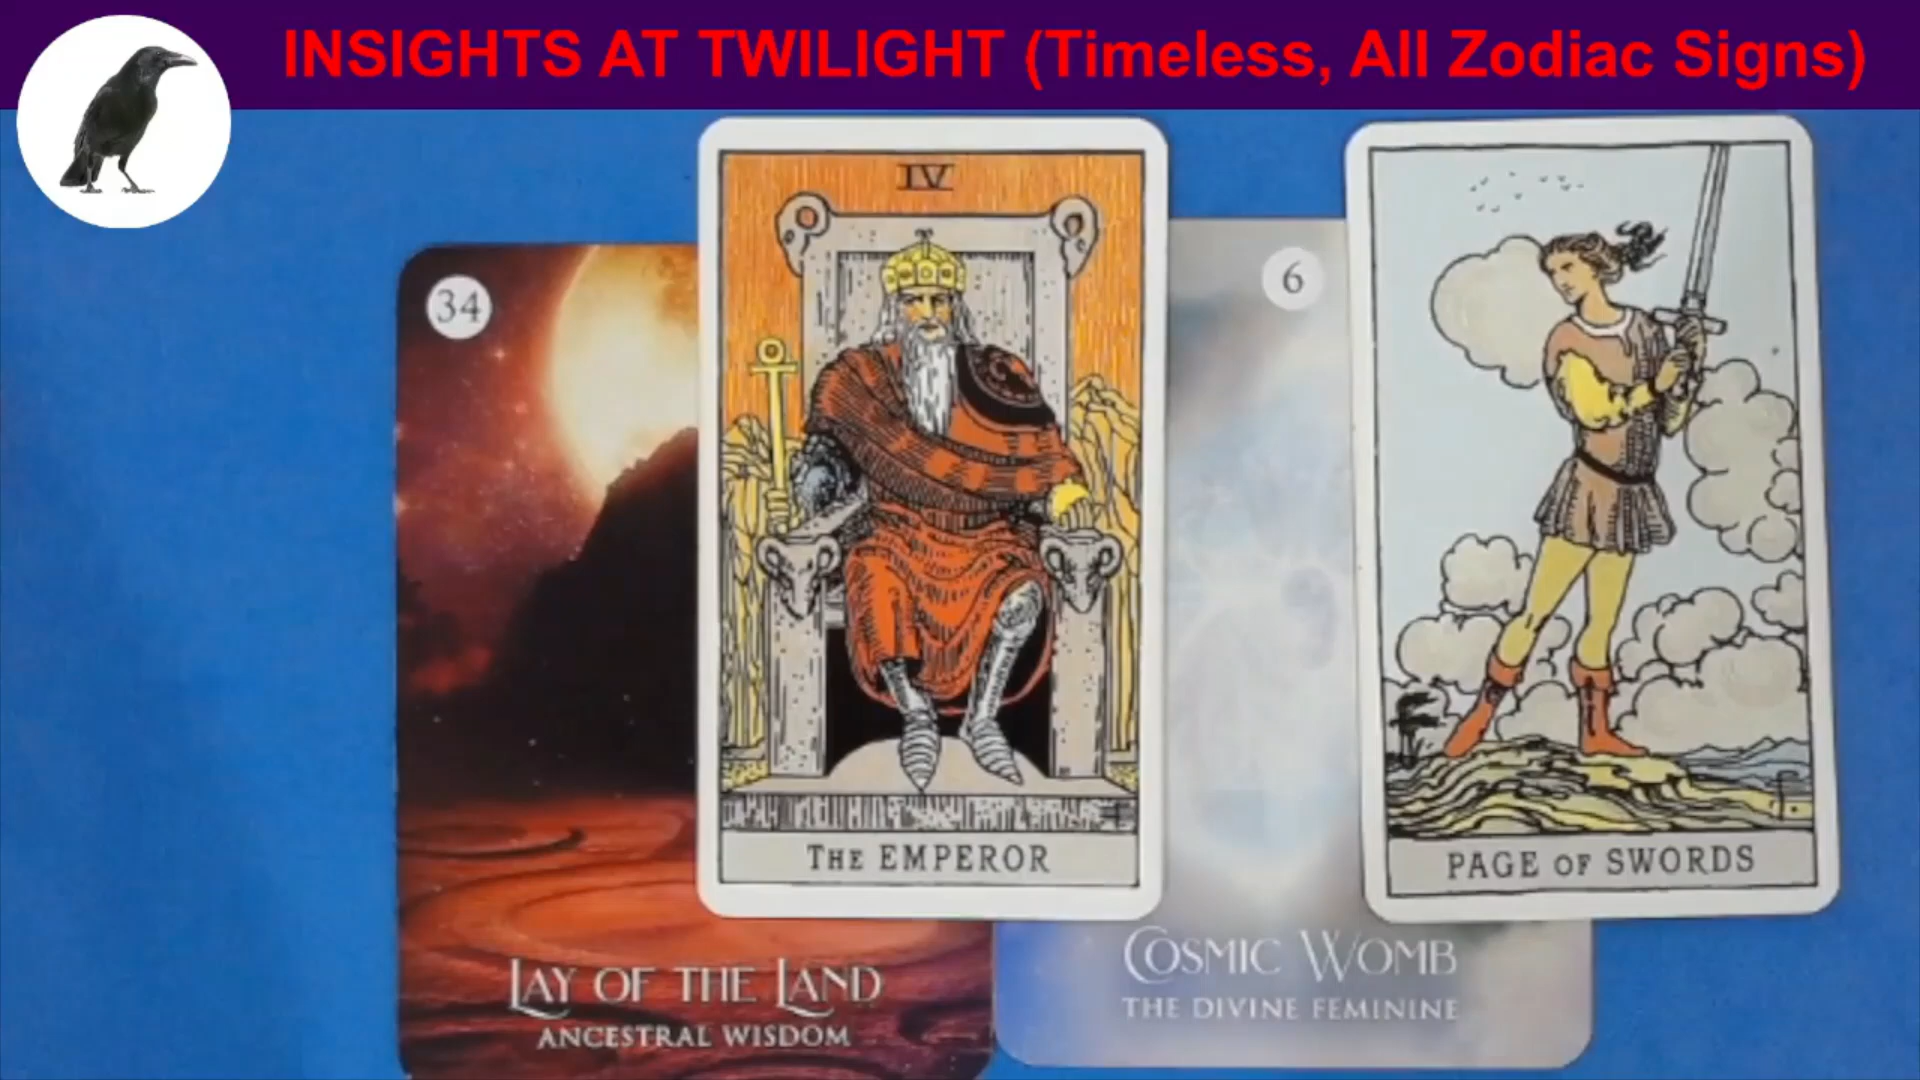 INSIGHTS AT TWILIGHT (Timeless, All Zodiac Signs)
34
IV
THE EMPEROR
LAY OF THE LAND
ANCESTRAL WISDOM
6
COSMIC WOMB
THE DIVINE FEMININE
PAGE OF SWORDS